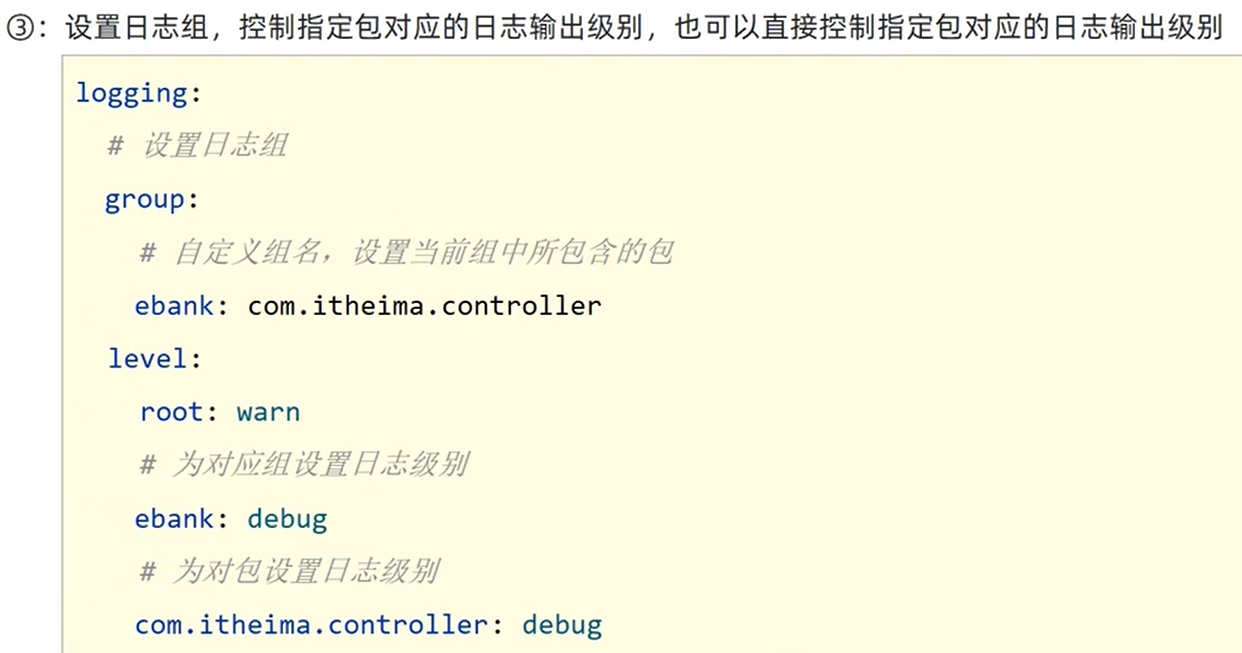 ③：设置日志组，控制指定包对应的日志输出级别，也可以直接控制指定包对应的日志输出级别
logging:
# 设置日志组
group:
# 自定义组名，设置当前组中所包含的包
ebank: com.itheima.controller
level:
root: warn
# 为对应组设置日志级别
ebank: debug
# 为对包设置日志级别
com.itheima.controller: debug